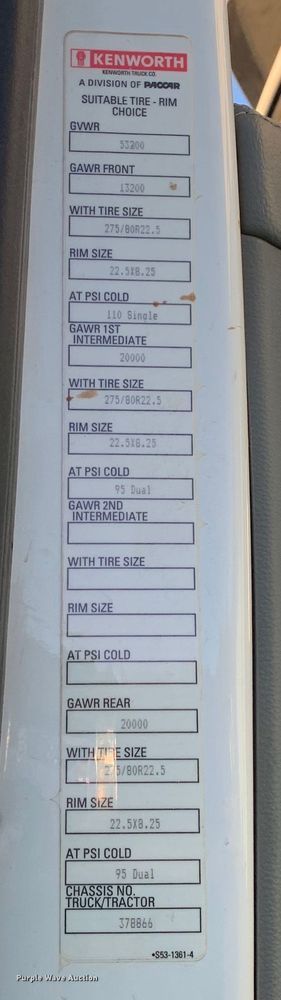 KENWORTH
KENWORTH TRUCK CO.
A DIVISION OF PACCAR
SUITABLE TIRE - RIM
CHOICE
GVWR
53200
GAWR FRONT
13200
WITH TIRE SIZE
275/80R22.5
RIM SIZE
22.5X8.25
AT PSI COLD
110 Single
GAWR 1ST
INTERMEDIATE
20000
WITH TIRE SIZE
275/80R22.5
RIM SIZE
22.5X8.25
AT PSI COLD
95 Dual
GAWR 2ND
INTERMEDIATE
WITH TIRE SIZE
RIM SIZE
AT PSI COLD
GAWR REAR
20000
WITH TIRE SIZE
275/80R22.5
RIM SIZE
22.5X8.25
AT PSI COLD
95 Dual
CHASSIS NO.
TRUCK/TRACTOR
378866
*S53-1361-4
Purple Wave Auction